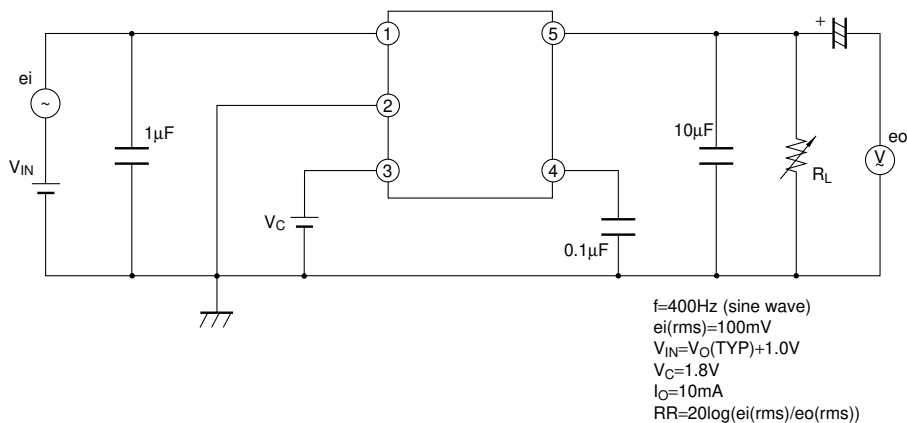 1
5
+
ei
~
1μF
2
10μF
eo
V
~
VIN
3
4
RL
VC
0.1μF
f=400Hz (sine wave)
ei(rms)=100mV
VIN=VO(TYP)+1.0V
VC=1.8V
IO=10mA
RR=20log(ei(rms)/eo(rms))